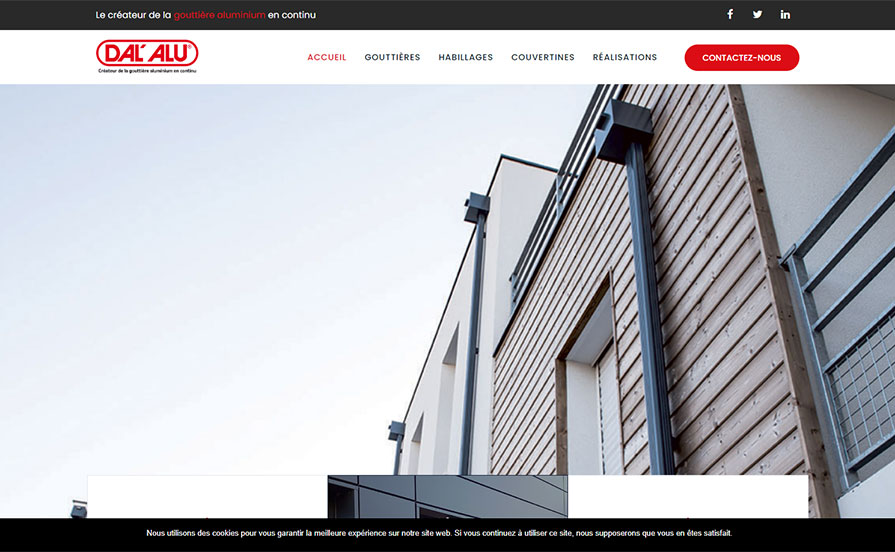 Le créateur de la gouttière aluminium en continu
DAL'ALU®
Créateur de la gouttière aluminium en continu
ACCUEIL GOUTTIÈRES HABILLAGES COUVERTINES RÉALISATIONS CONTACTEZ-NOUS
Nous utilisons des cookies pour vous garantir la meilleure expérience sur notre site web. Si vous continuez à utiliser ce site, nous supposerons que vous en êtes satisfait.